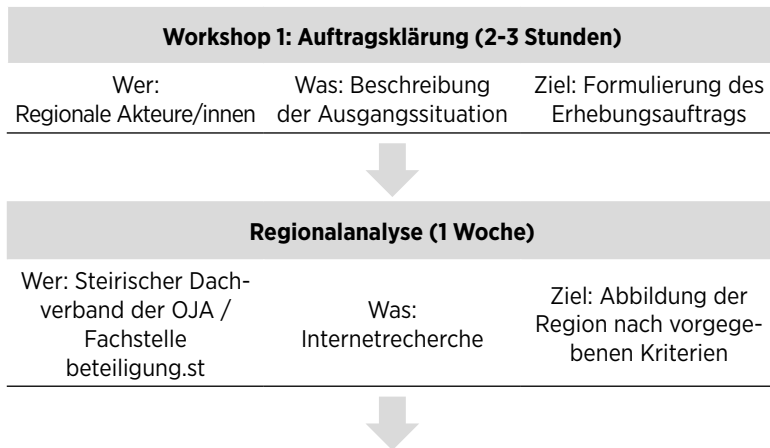 Workshop 1: Auftragsklärung (2-3 Stunden)
Wer:
Regionale Akteure/innen
Was: Beschreibung
der Ausgangssituation
Ziel: Formulierung des
Erhebungsauftrags
Regionalanalyse (1 Woche)
Wer: Steirischer Dach-
verband der OJA /
Fachstelle
beteiligung.st
Was:
Internetrecherche
Ziel: Abbildung der
Region nach vorgege-
benen Kriterien